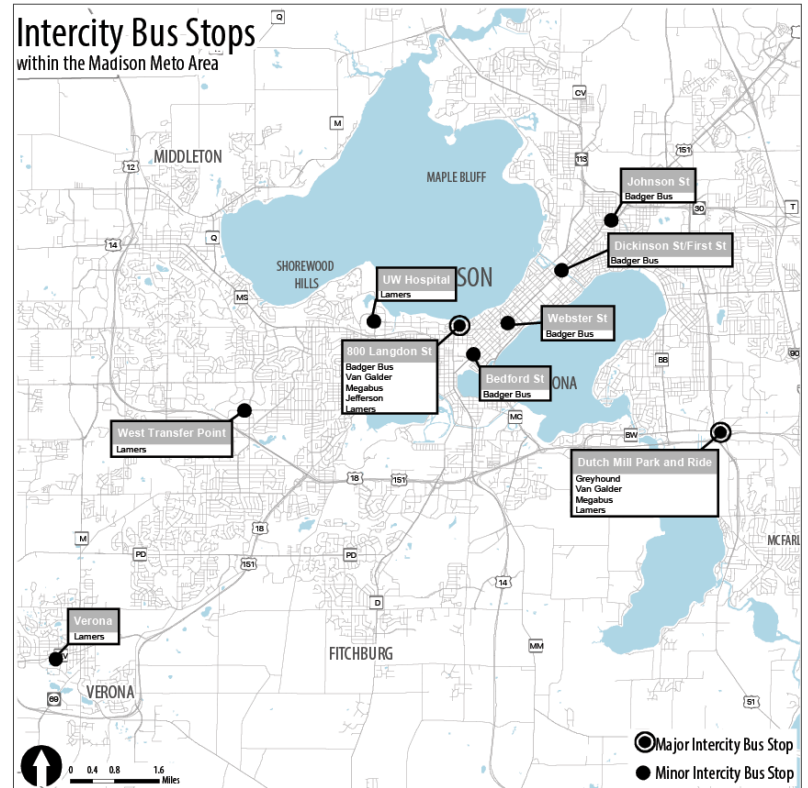 Intercity Bus Stops
within the Madison Meto Area
Q
M
CV
12
MIDDLETON
113
151
MAPLE BLUFF
Johnson St
Badger Bus
30
T
Q
14
Dickinson St/First St
Badger Bus
SHOREWOOD
HILLS
UW Hospital
Lamers
SON
MS
Webster St
Badger Bus
800 Langdon St
Badger Bus
Van Galder
Megabus
Jefferson
Lamers
BB
90
Bedford St
Badger Bus
ONA
MC
BW
West Transfer Point
Lamers
Dutch Mill Park and Ride
Greyhound
Van Galder
Megabus
Lamers
18
151
18
M
PD
PD
151
MCFARL
14
D
Verona
Lamers
FITCHBURG
MM
VERONA
69
51
Major Intercity Bus Stop
Minor Intercity Bus Stop
0 0.4 0.8 1.6
Miles